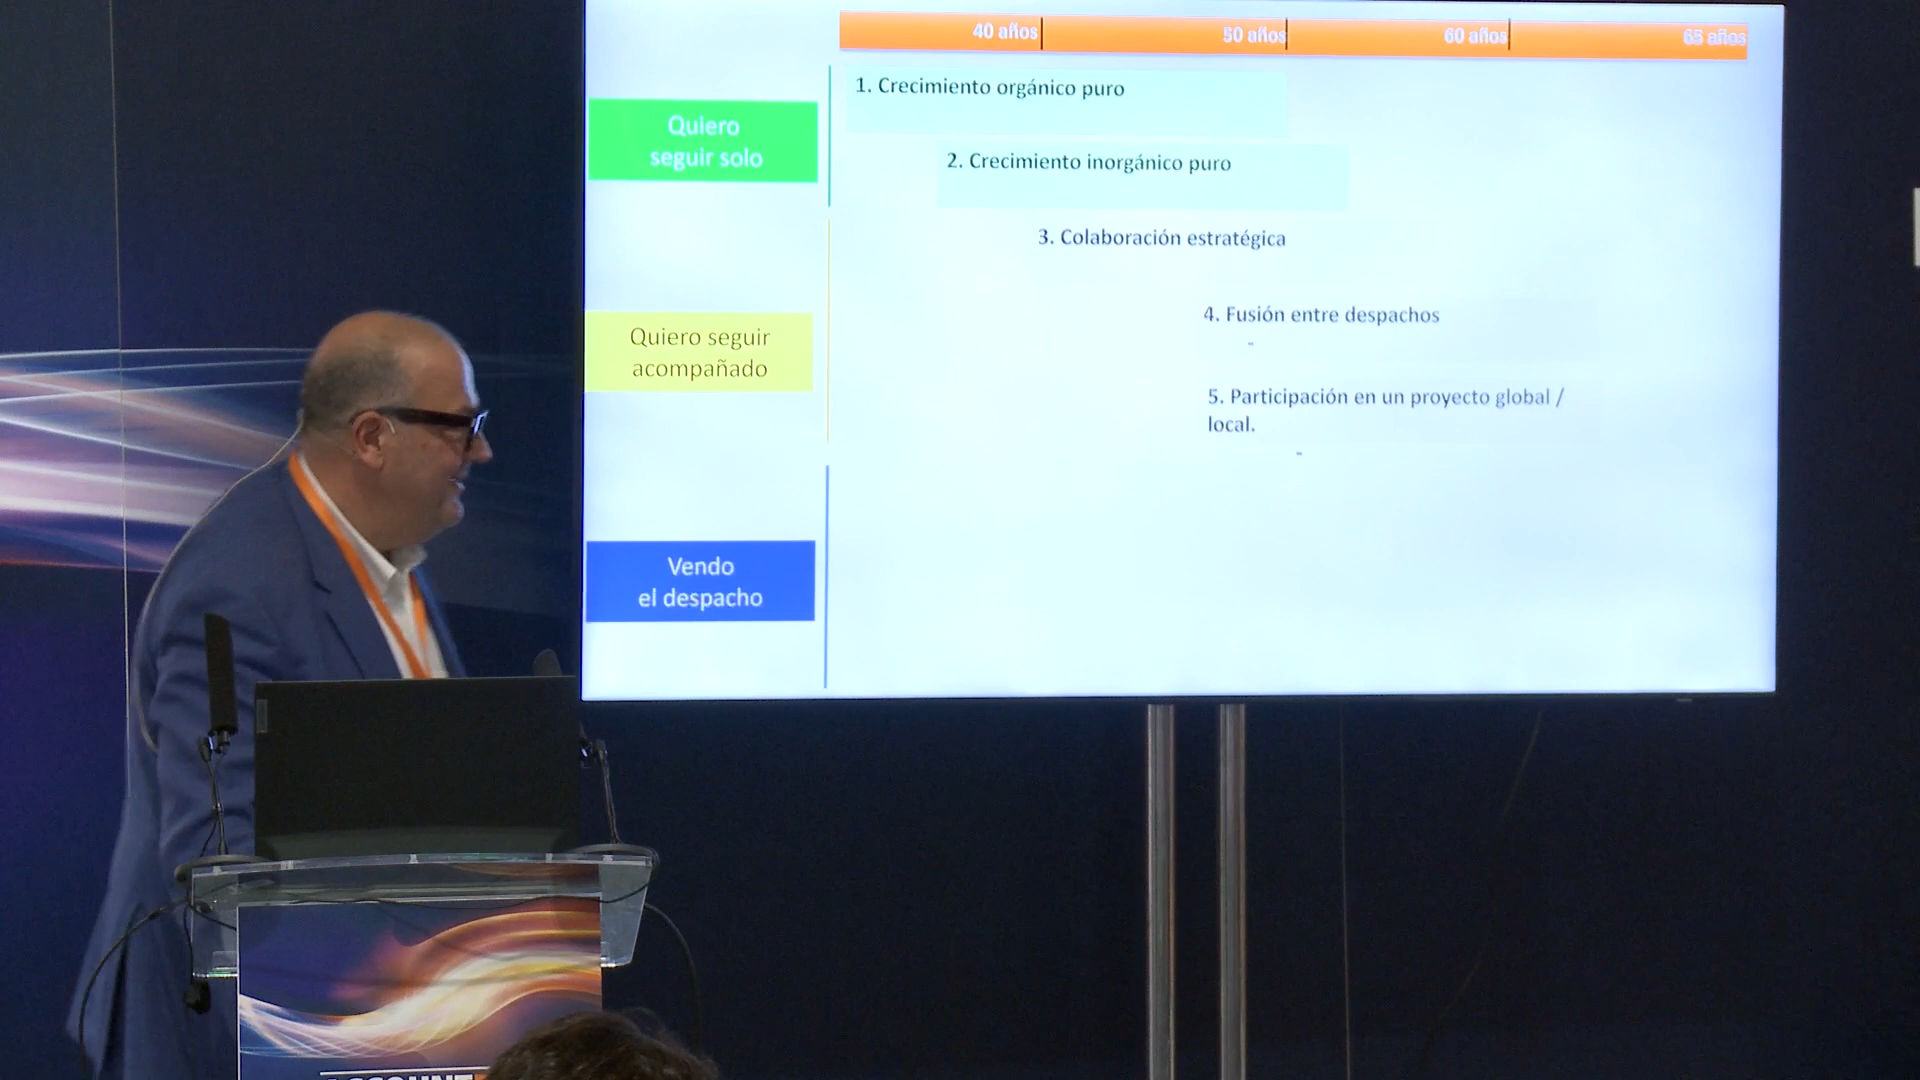 40 años
50 años
60 años
65 años
Quiero
seguir solo
1. Crecimiento orgánico puro
2. Crecimiento inorgánico puro
Quiero seguir
acompañado
3. Colaboración estratégica
4. Fusión entre despachos
-
5. Participación en un proyecto global /
local.
-
Vendo
el despacho